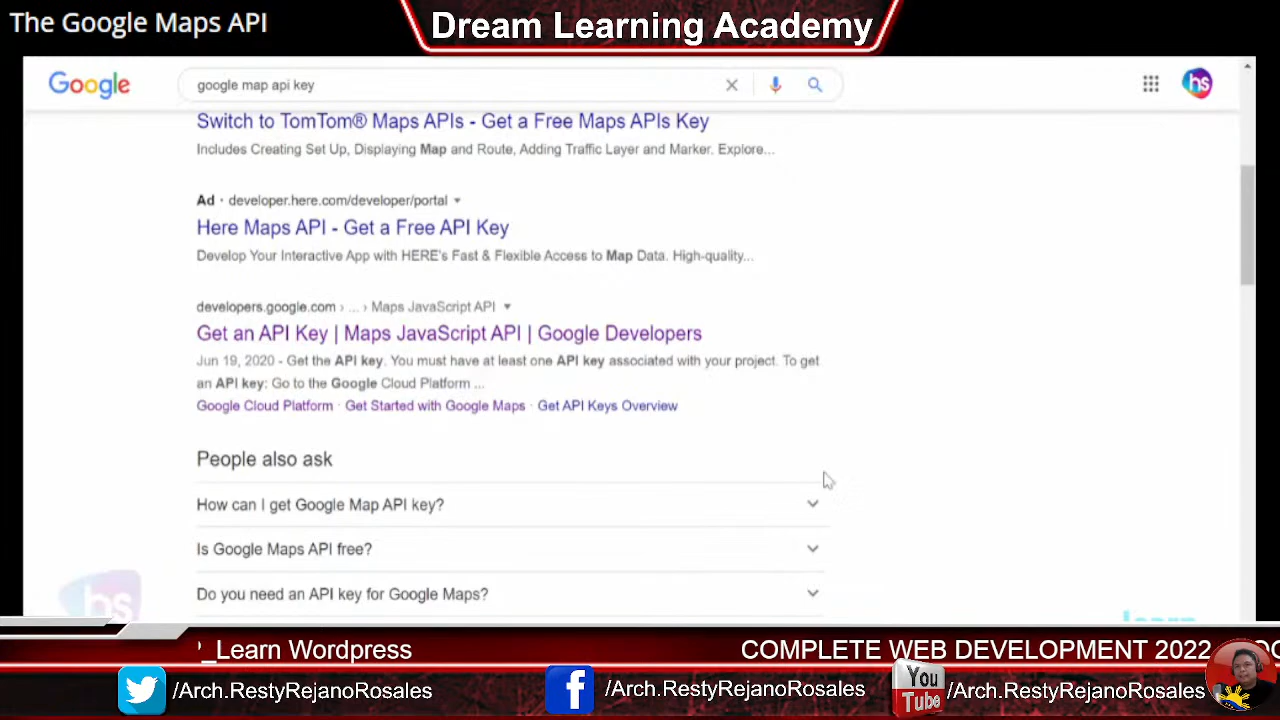 The Google Maps API
Dream Learning Academy
Google
google map api key
hs
Switch to TomTom® Maps APIs - Get a Free Maps APIs Key
Includes Creating Set Up, Displaying Map and Route, Adding Traffic Layer and Marker. Explore...
Ad · developer.here.com/developer/portal
Here Maps API - Get a Free API Key
Develop Your Interactive App with HERE's Fast & Flexible Access to Map Data. High-quality...
developers.google.com › ... › Maps JavaScript API
Get an API Key | Maps JavaScript API | Google Developers
Jun 19, 2020 - Get the API key. You must have at least one API key associated with your project. To get
an API key: Go to the Google Cloud Platform ...
Google Cloud Platform · Get Started with Google Maps · Get API Keys Overview
People also ask
How can I get Google Map API key?
Is Google Maps API free?
Do you need an API key for Google Maps?
hs
_Learn Wordpress
COMPLETE WEB DEVELOPMENT 2022
/Arch.RestyRejanoRosales
/Arch.RestyRejanoRosales
You
Tube
/Arch.RestyRejanoRosales